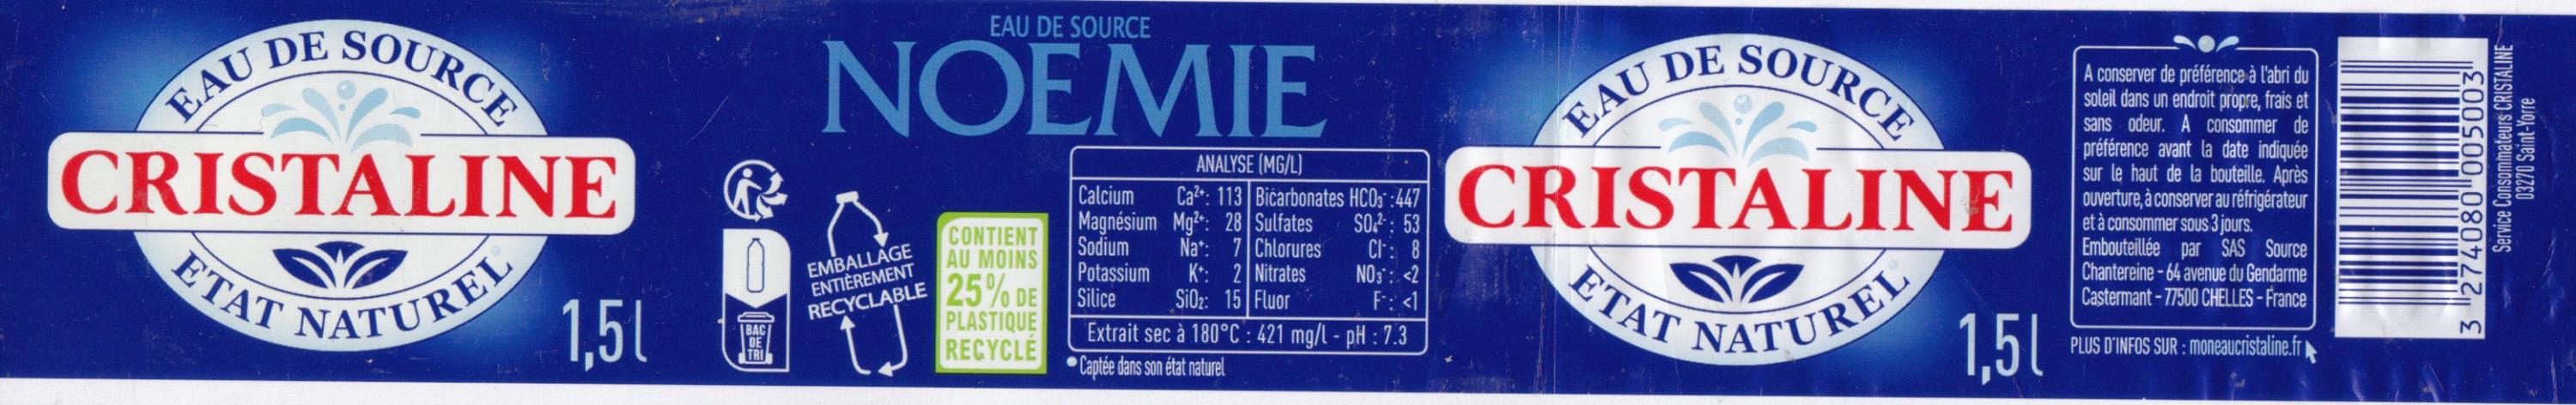 EAU DE SOURCE
CRISTALINE
ETAT NATUREL
1,5 l
BAC
DE
TRI
EMBALLAGE
ENTIÈREMENT
RECYCLABLE
CONTIENT
AU MOINS
25% DE
PLASTIQUE
RECYCLÉ
EAU DE SOURCE
NOEMIE
ANALYSE (MG/L)
Calcium Ca²⁺: 113 Bicarbonates HCO₃⁻: 447
Magnésium Mg²⁺: 28 Sulfates SO₄²⁻: 53
Sodium Na⁺: 7 Chlorures Cl⁻: 8
Potassium K⁺: 2 Nitrates NO₃⁻: <2
Silice SiO₂: 15 Fluor F⁻: <1
Extrait sec à 180°C : 421 mg/l - pH : 7.3
Captée dans son état naturel
EAU DE SOURCE
CRISTALINE
ETAT NATUREL
1,5 l
A conserver de préférence à l'abri du
soleil dans un endroit propre, frais et
sans odeur. A consommer de
préférence avant la date indiquée
sur le haut de la bouteille. Après
ouverture, à conserver au réfrigérateur
et à consommer sous 3 jours.
Embouteillée par SAS Source
Chantereine - 64 avenue du Gendarme
Castermant - 77500 CHELLES - France
PLUS D'INFOS SUR : moneaucristaline.fr
3 274080 005003
Service Consommateurs CRISTALINE
03270 Saint-Yorre